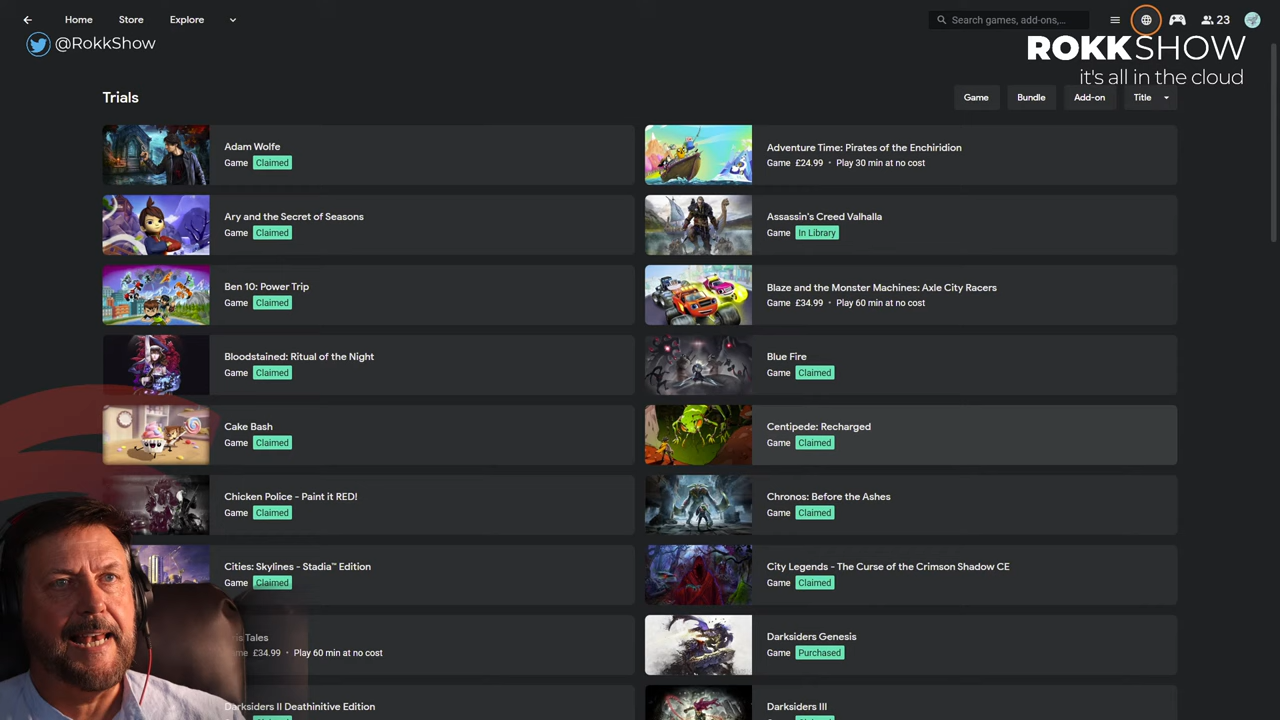 Home Store Explore
Search games, add-ons,...
23
@RokkShow
ROKKSHOW
it's all in the cloud
Trials
Game Bundle Add-on Title
Adam Wolfe
Game Claimed
Adventure Time: Pirates of the Enchiridion
Game £24.99 • Play 30 min at no cost
Ary and the Secret of Seasons
Game Claimed
Assassin's Creed Valhalla
Game In Library
Ben 10: Power Trip
Game Claimed
Blaze and the Monster Machines: Axle City Racers
Game £34.99 • Play 60 min at no cost
Bloodstained: Ritual of the Night
Game Claimed
Blue Fire
Game Claimed
Cake Bash
Game Claimed
Centipede: Recharged
Game Claimed
Chicken Police - Paint it RED!
Game Claimed
Chronos: Before the Ashes
Game Claimed
Cities: Skylines - Stadia™ Edition
Game Claimed
City Legends - The Curse of the Crimson Shadow CE
Game Claimed
Tales
£34.99 • Play 60 min at no cost
Darksiders Genesis
Game Purchased
Darksiders II Deathinitive Edition
Darksiders III